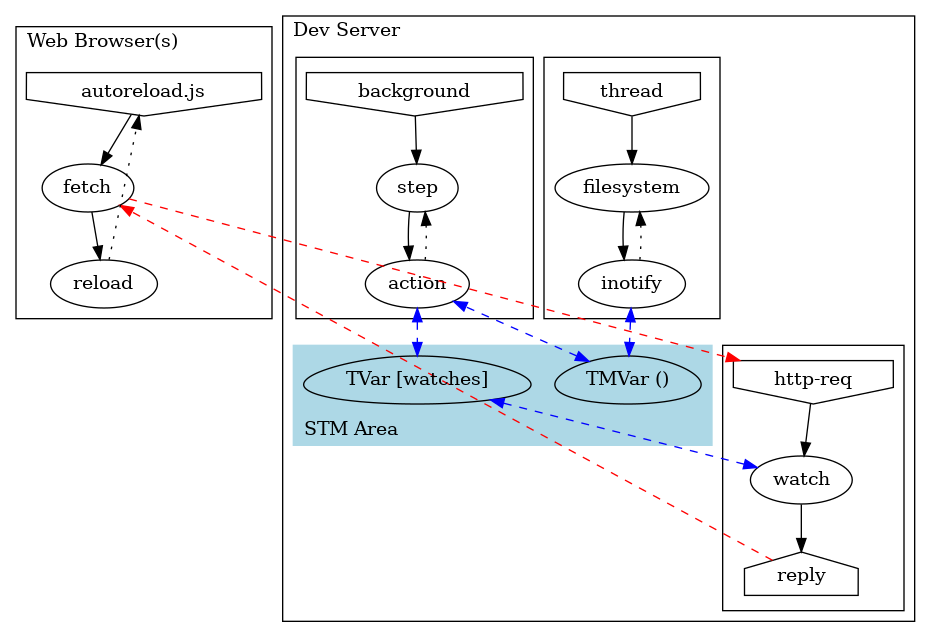 Web Browser(s)
autoreload.js
fetch
reload
Dev Server
background
step
action
thread
filesystem
inotify
TVar [watches]
TMVar ()
STM Area
http-req
watch
reply